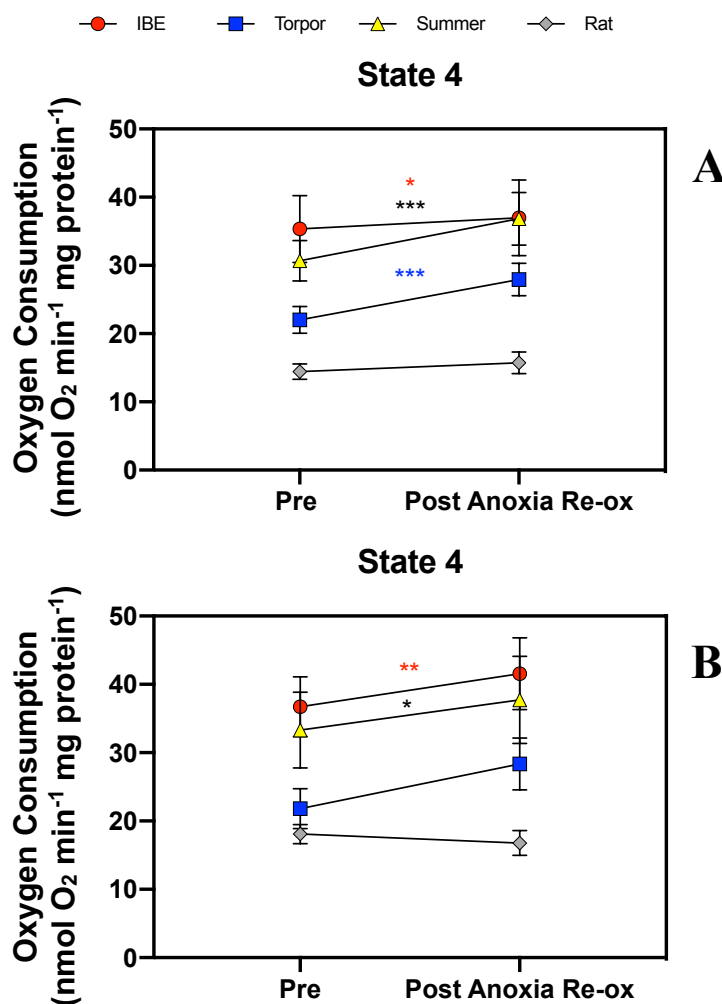 IBE Torpor Summer Rat
State 4
A
Oxygen Consumption
(nmol O₂ min⁻¹ mg protein⁻¹)
50
40
30
20
10
0
*
***
***
Pre Post Anoxia Re-ox
State 4
B
Oxygen Consumption
(nmol O₂ min⁻¹ mg protein⁻¹)
50
40
30
20
10
0
**
*
Pre Post Anoxia Re-ox